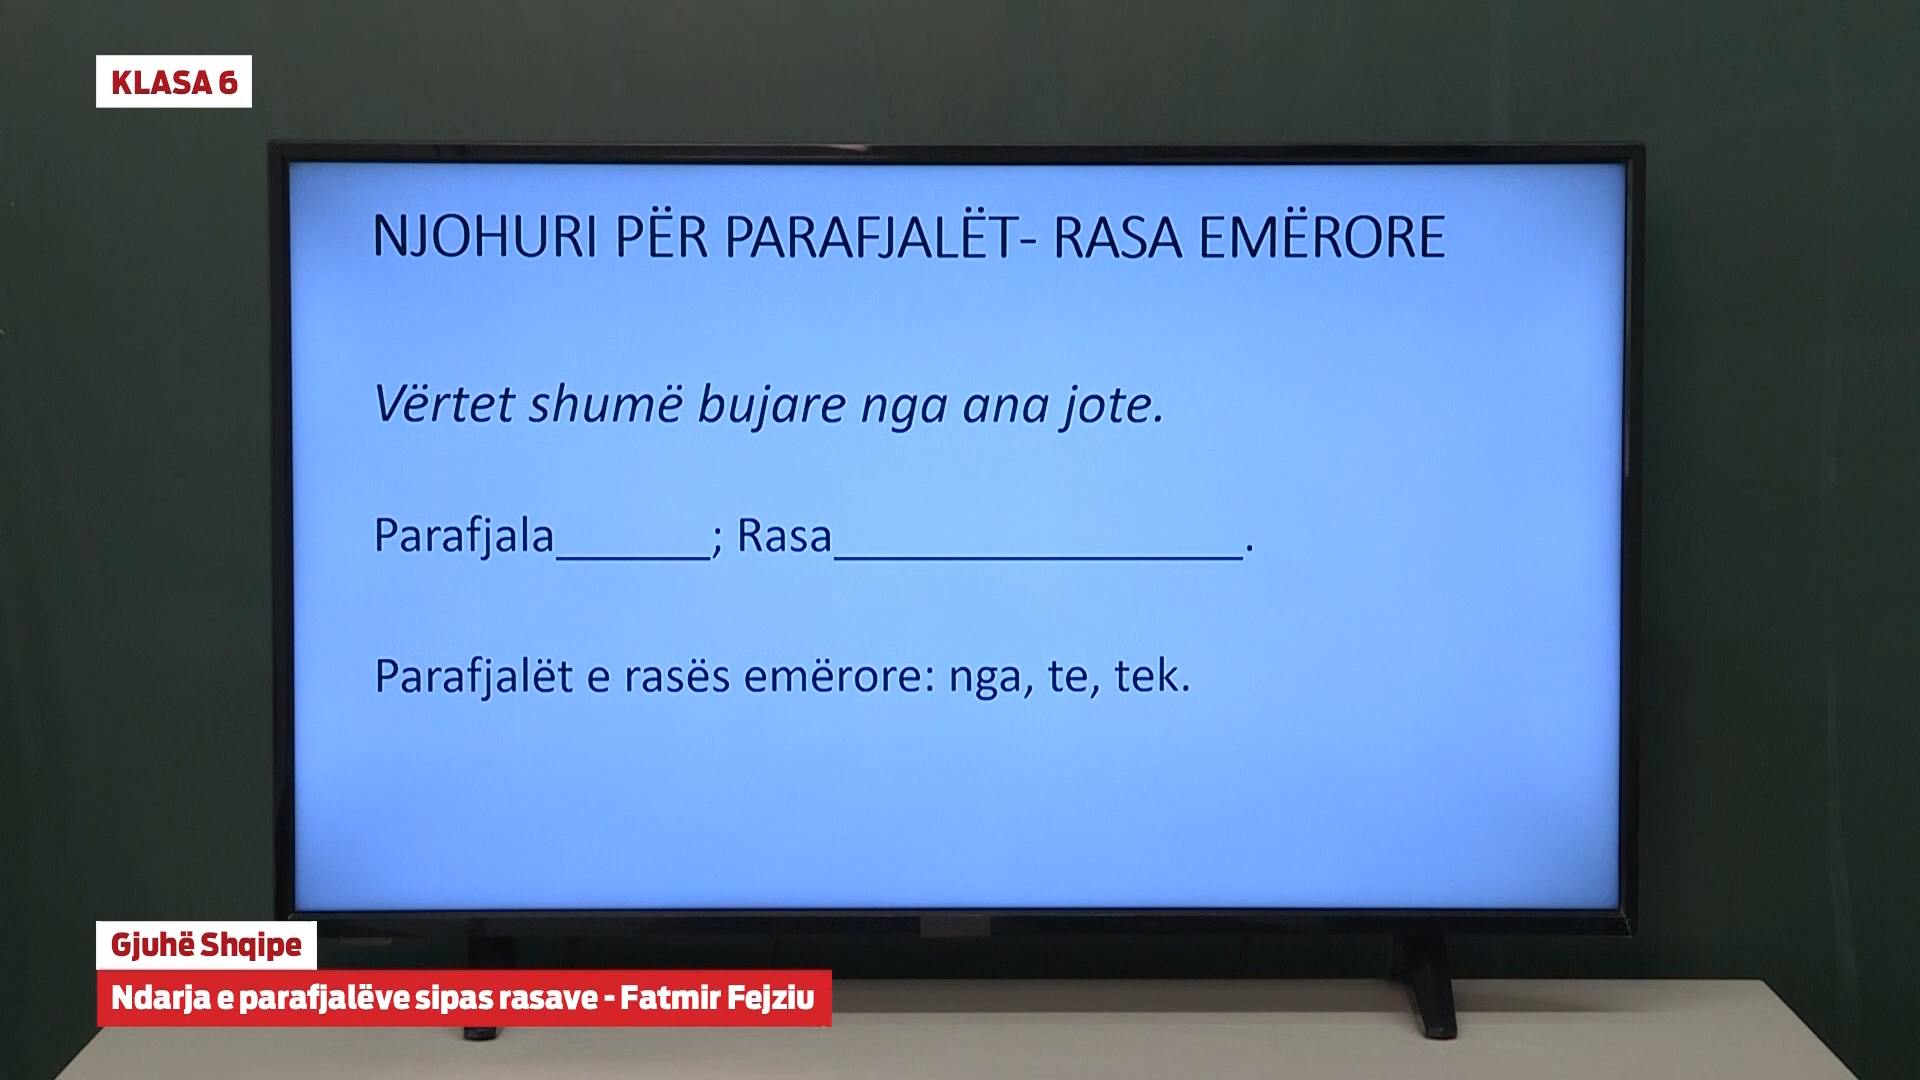 KLASA 6
NJOHURI PËR PARAFJALËT- RASA EMËRORE
Vërtet shumë bujare nga ana jote.
Parafjala______; Rasa________________.
Parafjalët e rasës emërore: nga, te, tek.
Gjuhë Shqipe
Ndarja e parafjalëve sipas rasave - Fatmir Fejziu